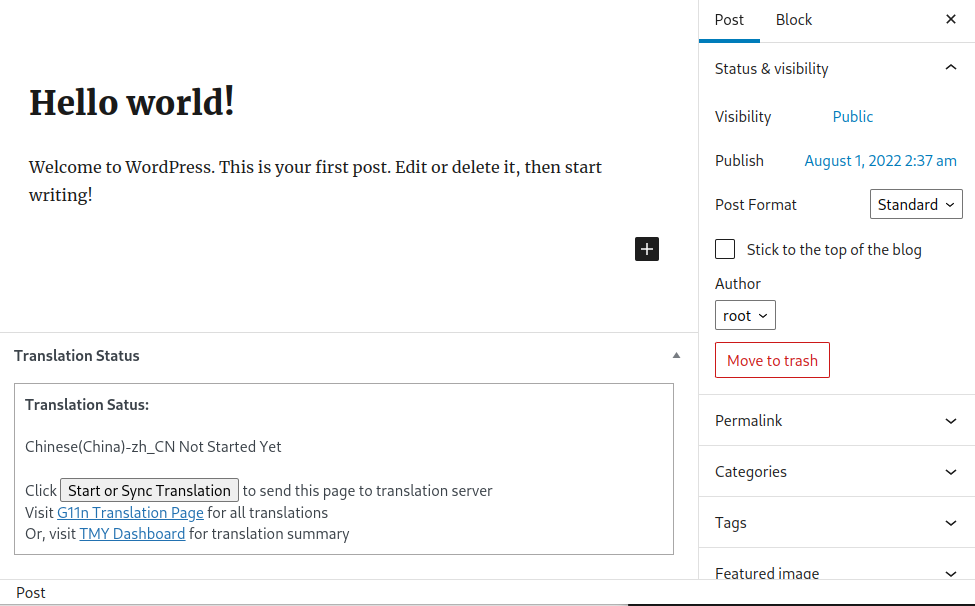 Hello world!
Welcome to WordPress. This is your first post. Edit or delete it, then start
writing!
Translation Status
Translation Satus:
Chinese(China)-zh_CN Not Started Yet
Click Start or Sync Translation to send this page to translation server
Visit G11n Translation Page for all translations
Or, visit TMY Dashboard for translation summary
Post
Post Block
Status & visibility
Visibility Public
Publish August 1, 2022 2:37 am
Post Format Standard
Stick to the top of the blog
Author
root
Move to trash
Permalink
Categories
Tags
Featured image